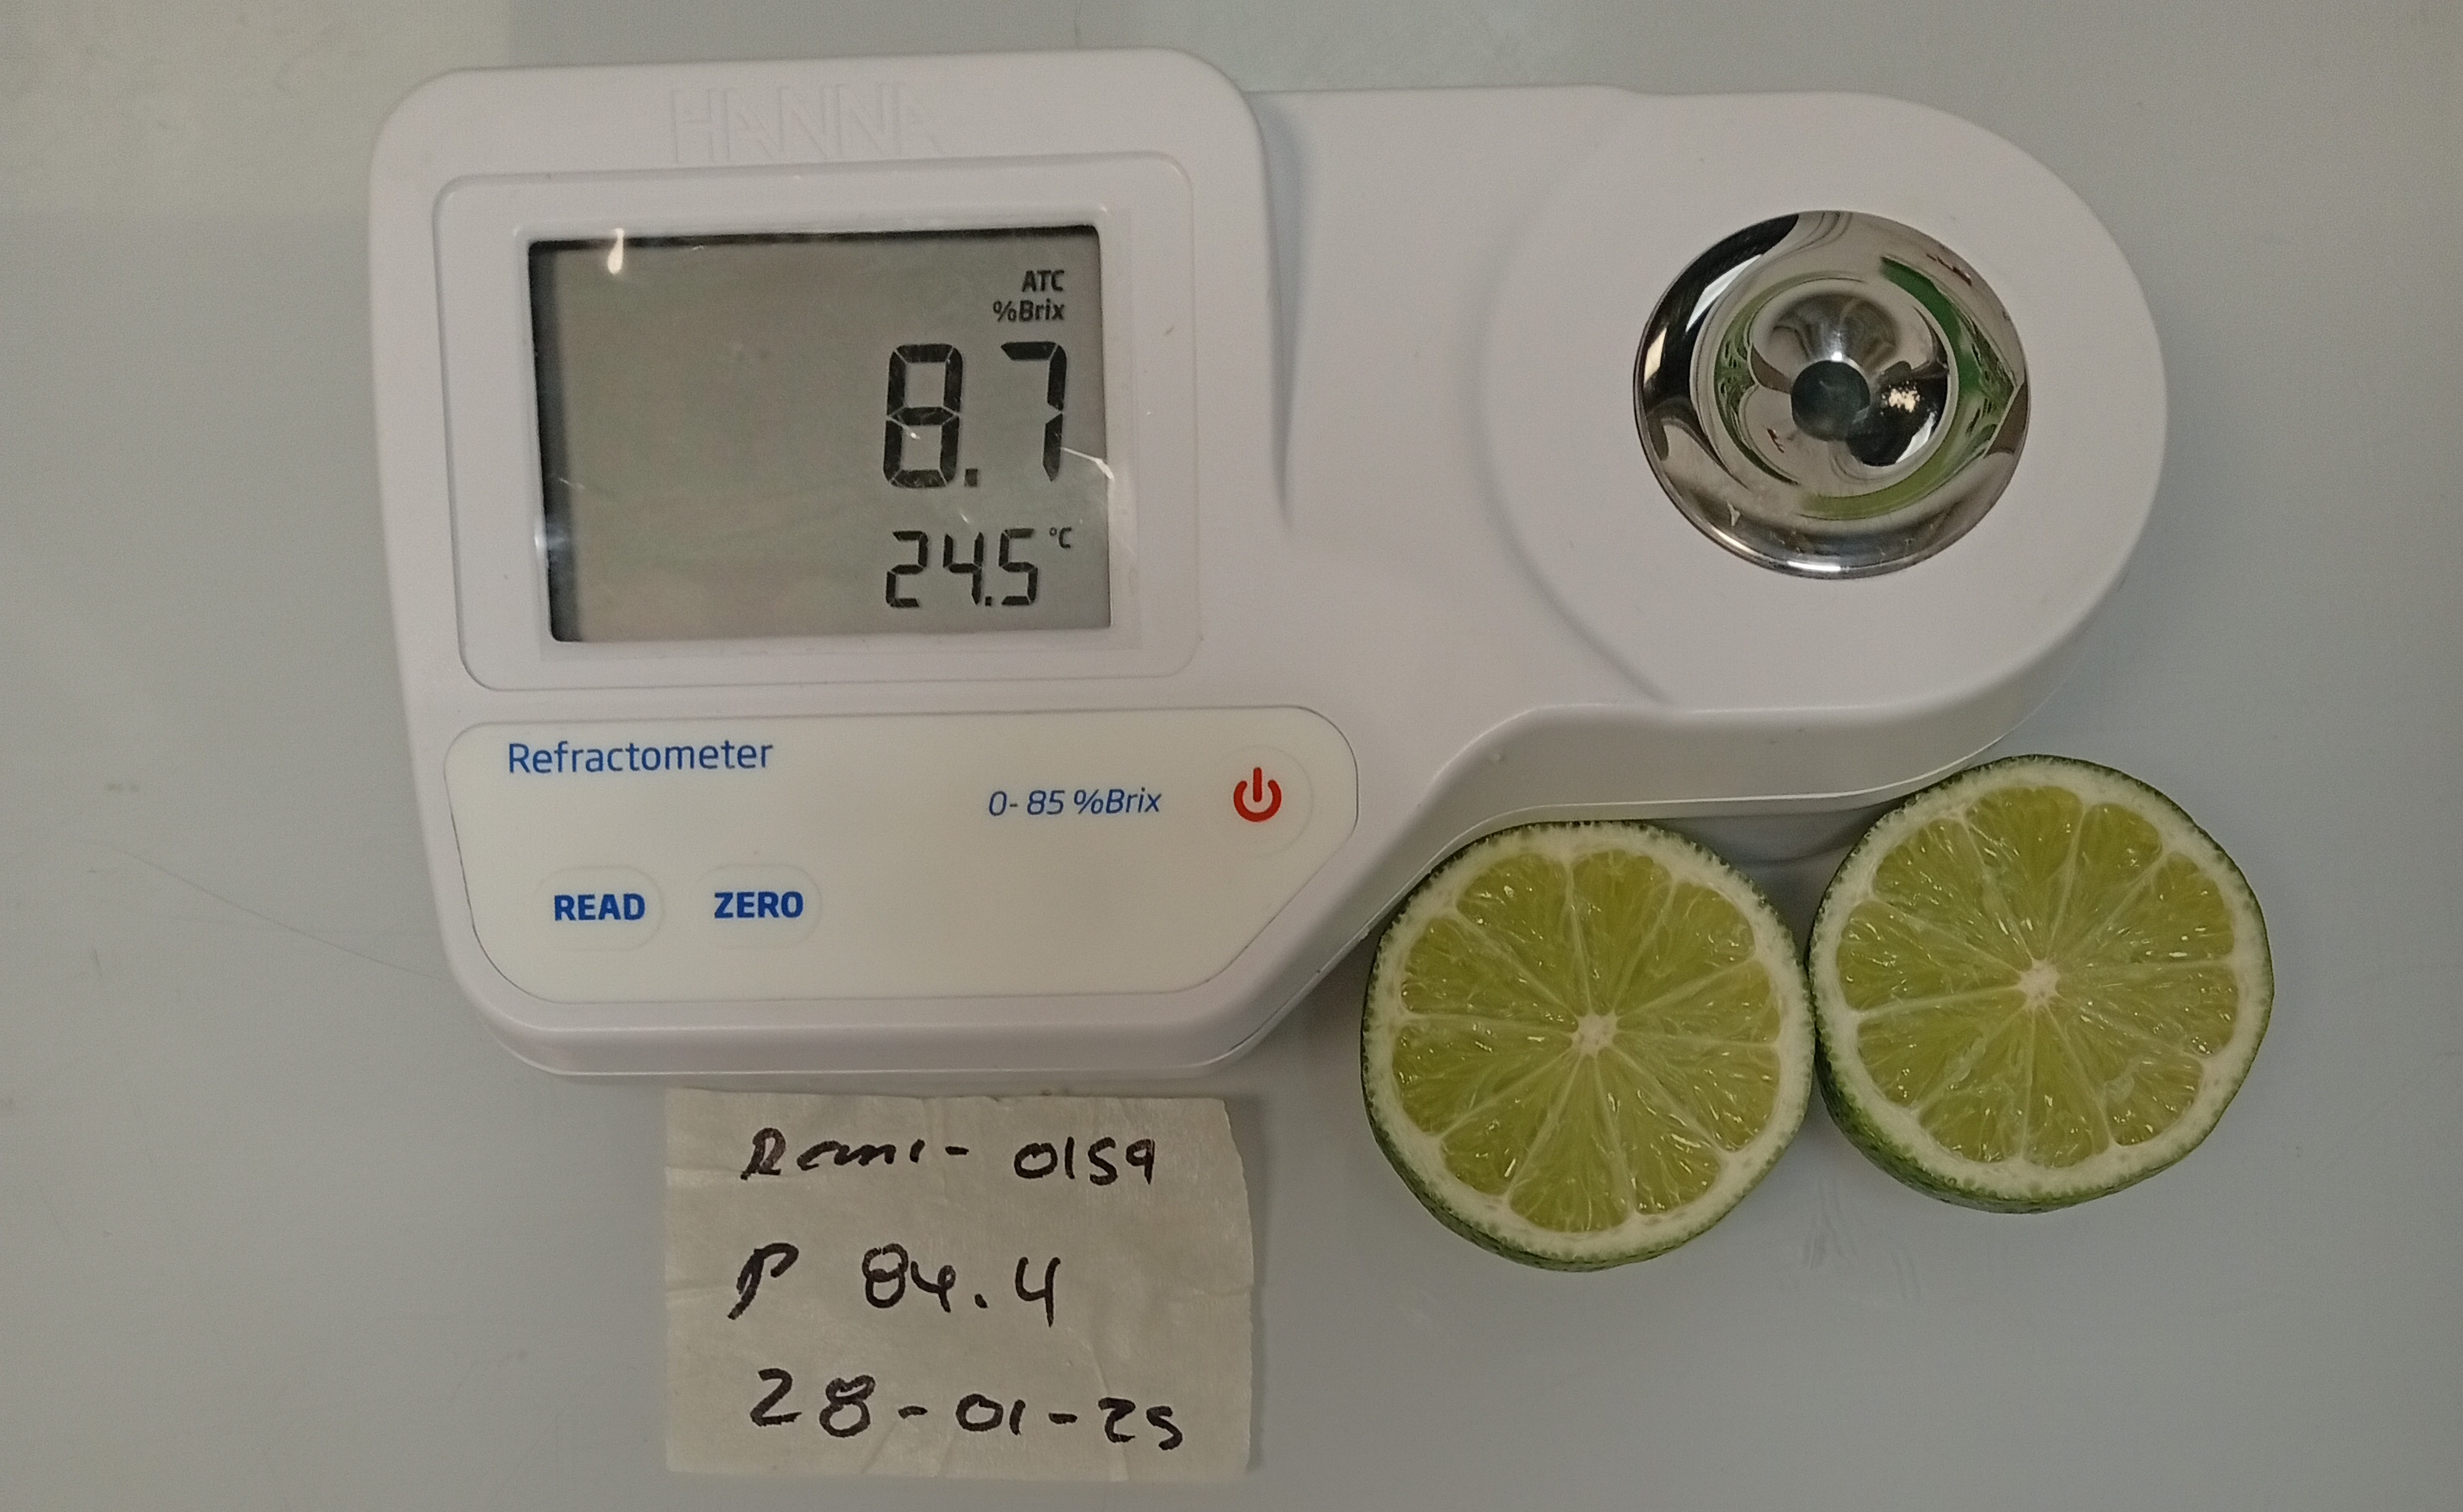 HANNA
ATC
%Brix
8.7
24.5 °C
Refractometer
0-85 %Brix
READ
ZERO
0159
P 84.4
28-01-25